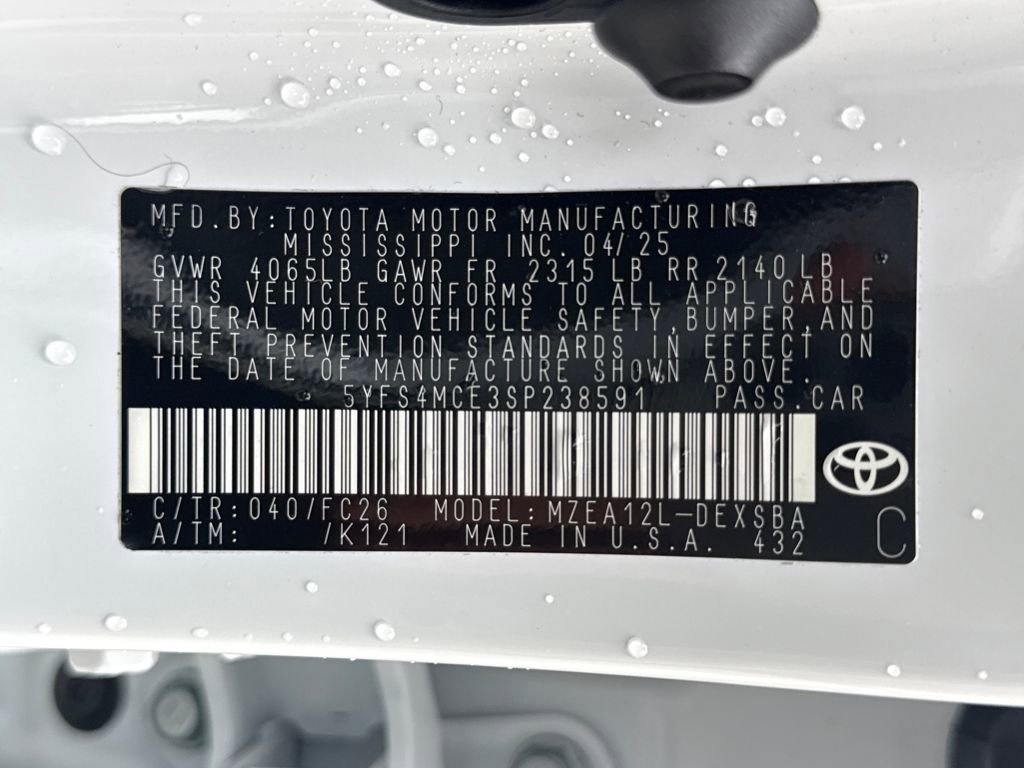 MFD.BY:TOYOTA MOTOR MANUFACTURING
MISSISSIPPI INC. 04/25
GVWR 4065LB GAWR FR 2315 LB RR 2140 LB
THIS VEHICLE CONFORMS TO ALL APPLICABLE
FEDERAL MOTOR VEHICLE SAFETY,BUMPER,AND
THEFT PREVENTION STANDARDS IN EFFECT ON
THE DATE OF MANUFACTURE SHOWN ABOVE.
5YFS4MCE3SP238591 PASS.CAR
C/TR: 040/FC26 MODEL: MZEA12L-DEXSBA
A/TM: /K121 MADE IN U.S.A. 432 C